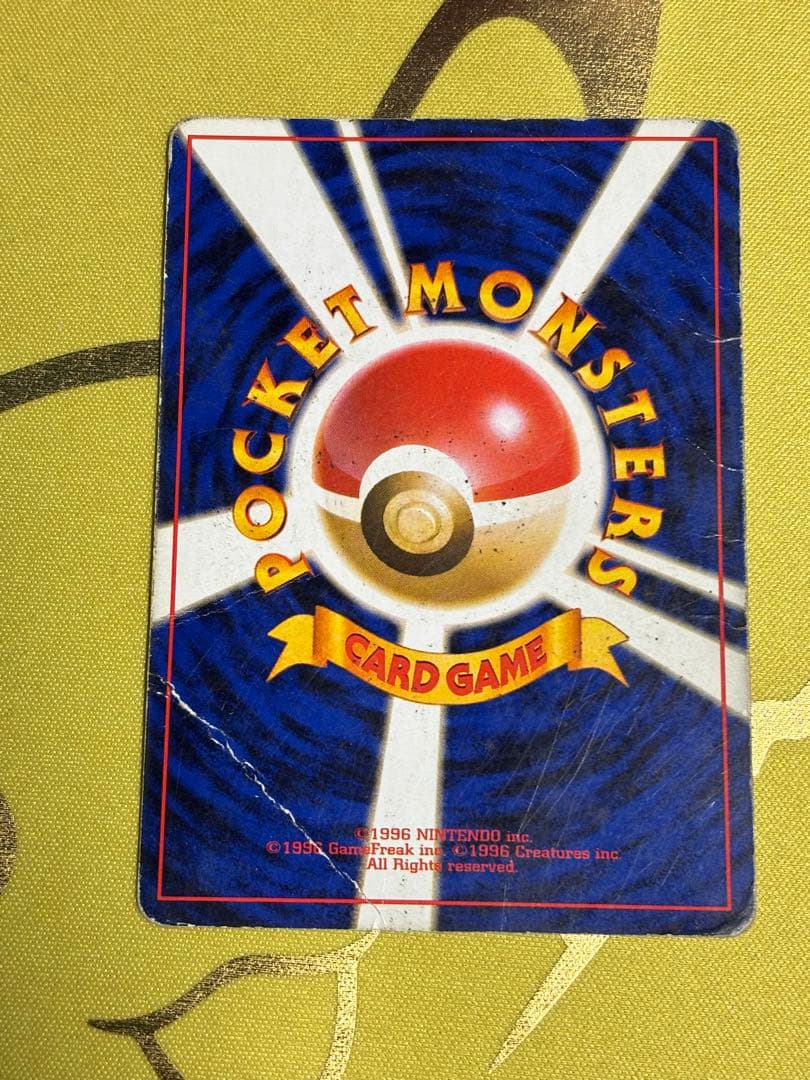 POCKET MONSTERS
CARD GAME
©1996 NINTENDO inc.
©1996 GameFreak inc. ©1996 Creatures inc.
All Rights reserved.